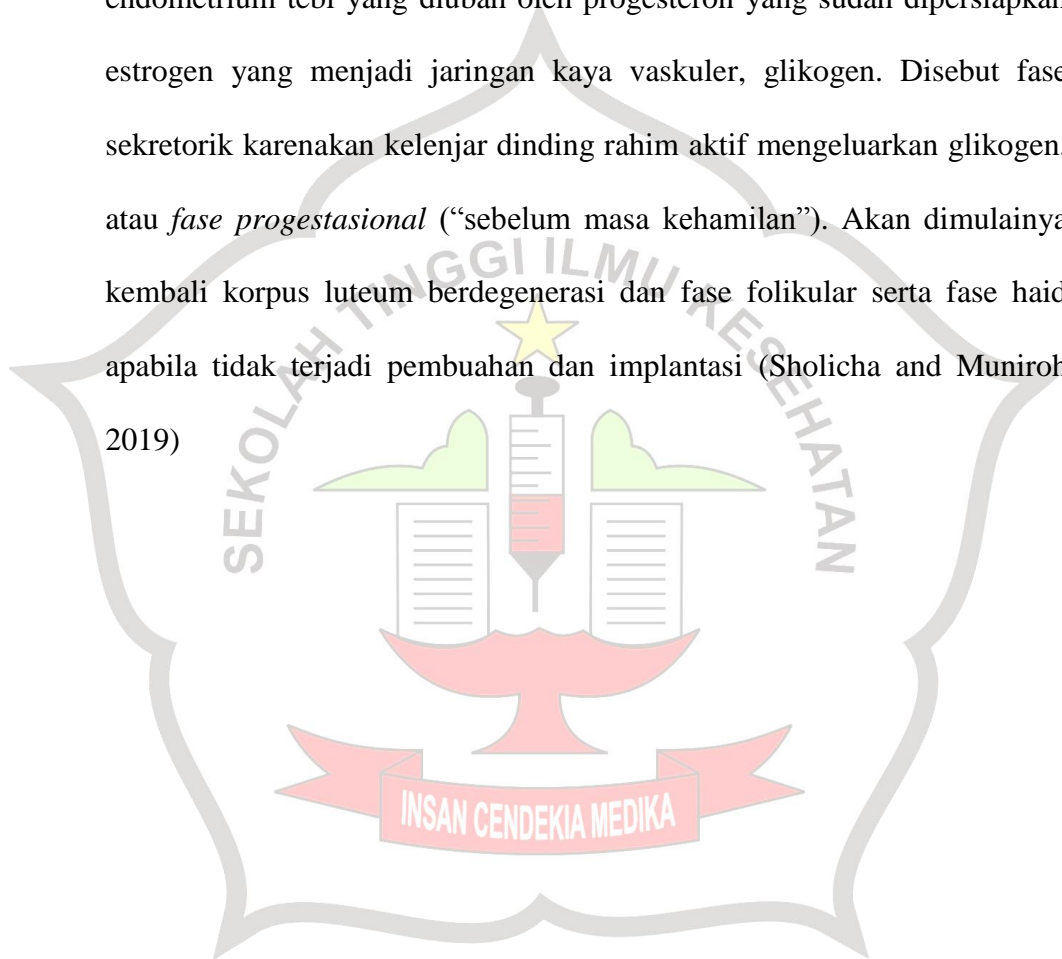 endometrium tebl yang diubah oleh progesteron yang sudah dipersiapkan
estrogen yang menjadi jaringan kaya vaskuler, glikogen. Disebut fase
sekretorik karenakan kelenjar dinding rahim aktif mengeluarkan glikogen.
atau fase progestasional (“sebelum masa kehamilan”). Akan dimulainya
kembali korpus luteum berdegenerasi dan fase folikular serta fase haid
apabila tidak terjadi pembuahan dan implantasi (Sholicha and Muniroh
2019)
SEKOLAH TINGGI ILMU KESEHATAN
INSAN CENDEKIA MEDIKA